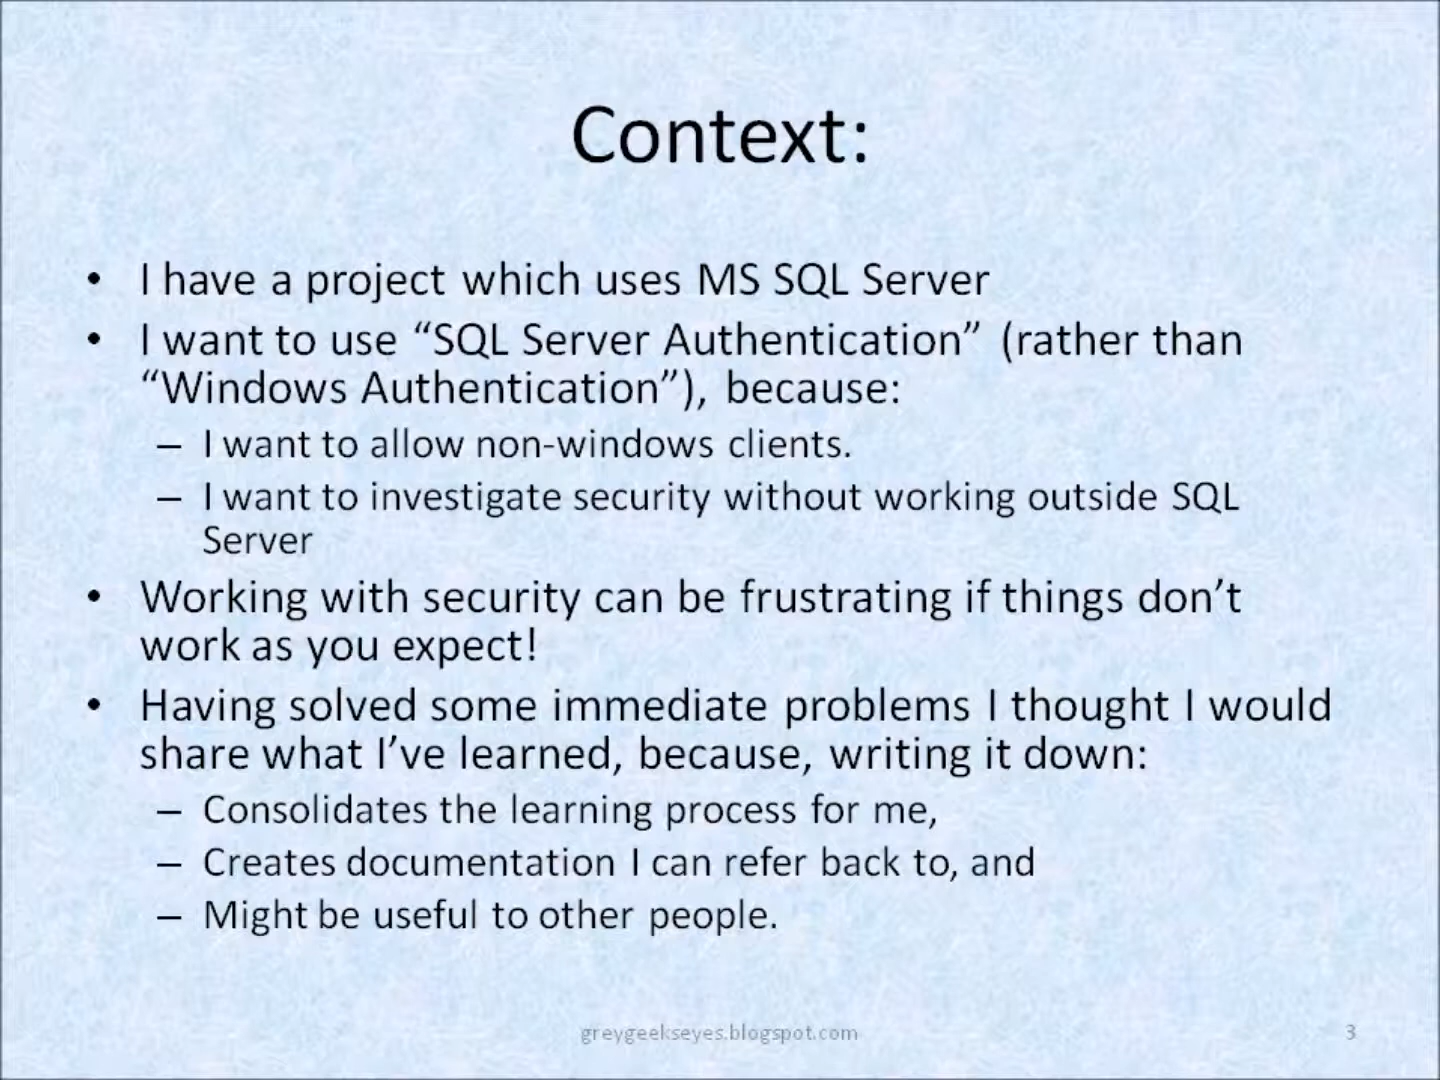 Context:
• I have a project which uses MS SQL Server
• I want to use “SQL Server Authentication” (rather than
“Windows Authentication”), because:
– I want to allow non-windows clients.
– I want to investigate security without working outside SQL
Server
• Working with security can be frustrating if things don’t
work as you expect!
• Having solved some immediate problems I thought I would
share what I’ve learned, because, writing it down:
– Consolidates the learning process for me,
– Creates documentation I can refer back to, and
– Might be useful to other people.
greygeekseyes.blogspot.com
3